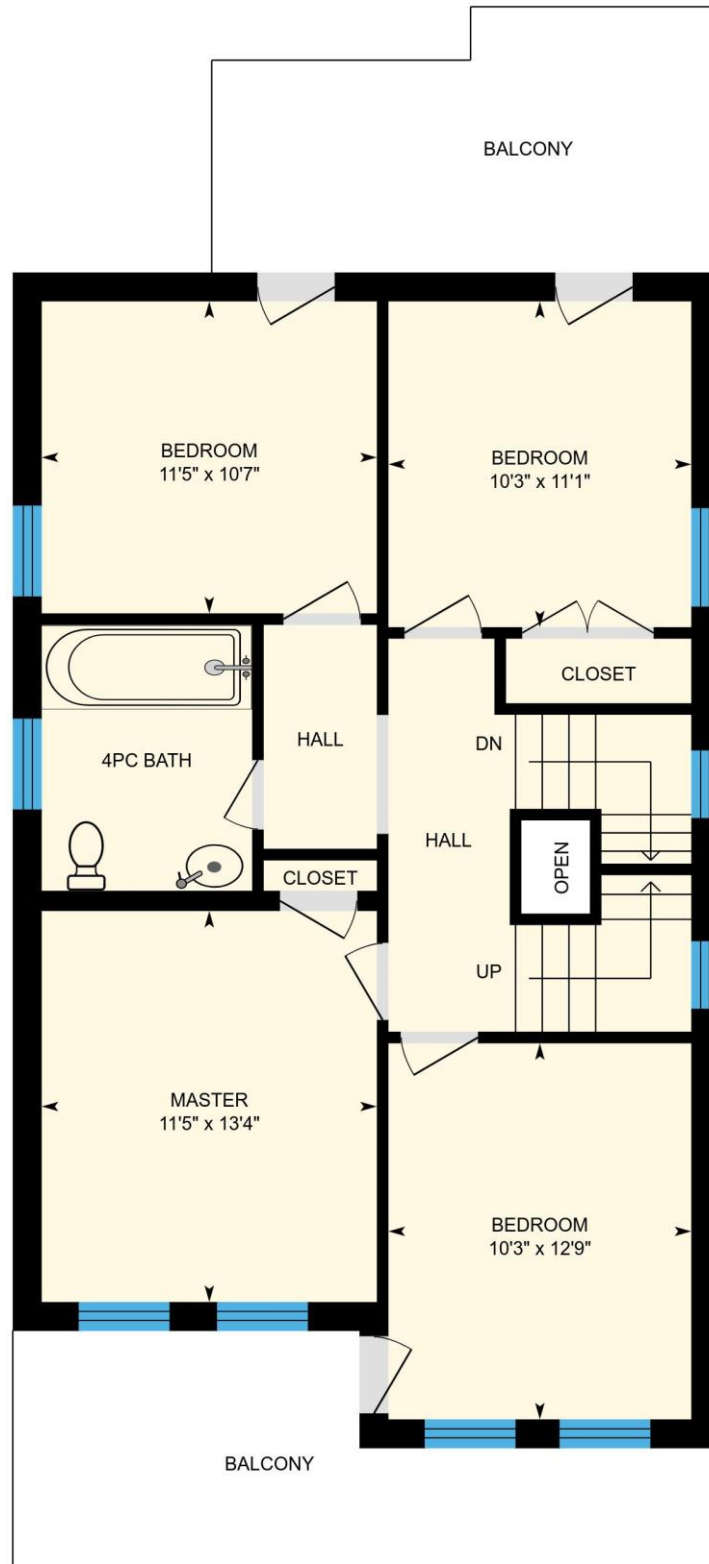 BALCONY
BEDROOM
11'5" x 10'7"
BEDROOM
10'3" x 11'1"
CLOSET
4PC BATH
HALL
DN
HALL
OPEN
CLOSET
UP
MASTER
11'5" x 13'4"
BEDROOM
10'3" x 12'9"
BALCONY